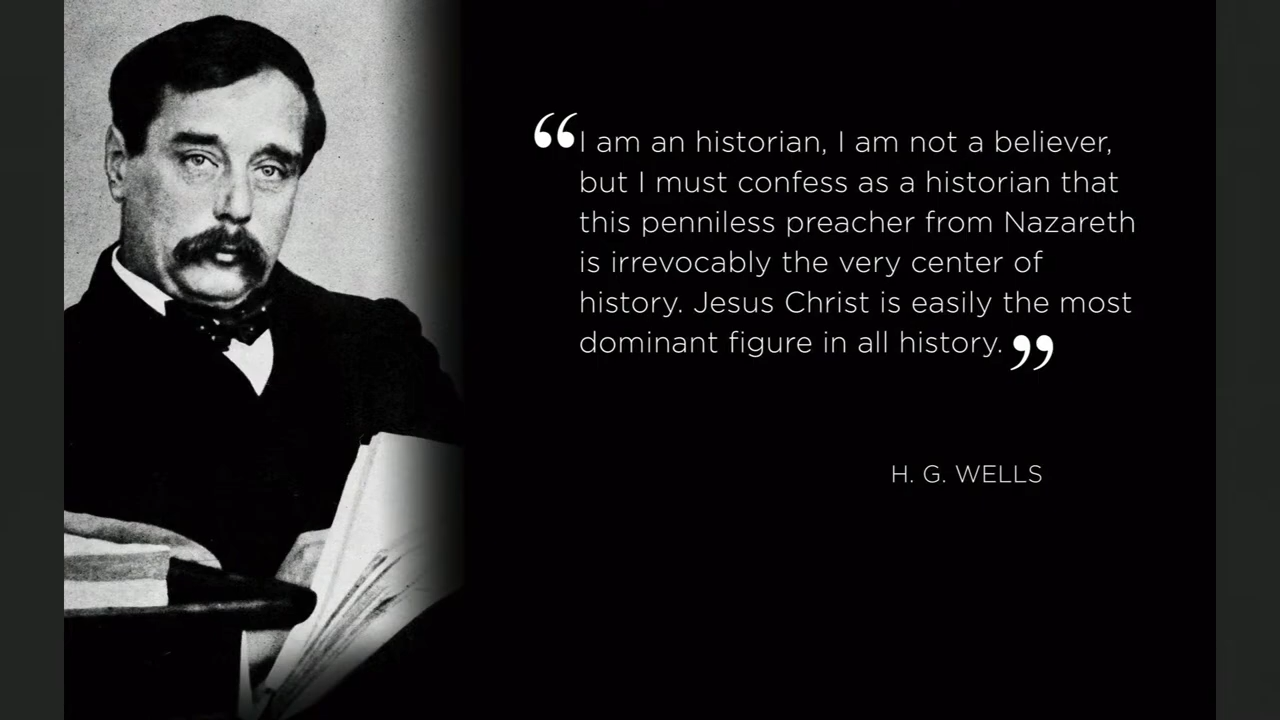 “I am an historian, I am not a believer,
but I must confess as a historian that
this penniless preacher from Nazareth
is irrevocably the very center of
history. Jesus Christ is easily the most
dominant figure in all history.”
H. G. WELLS